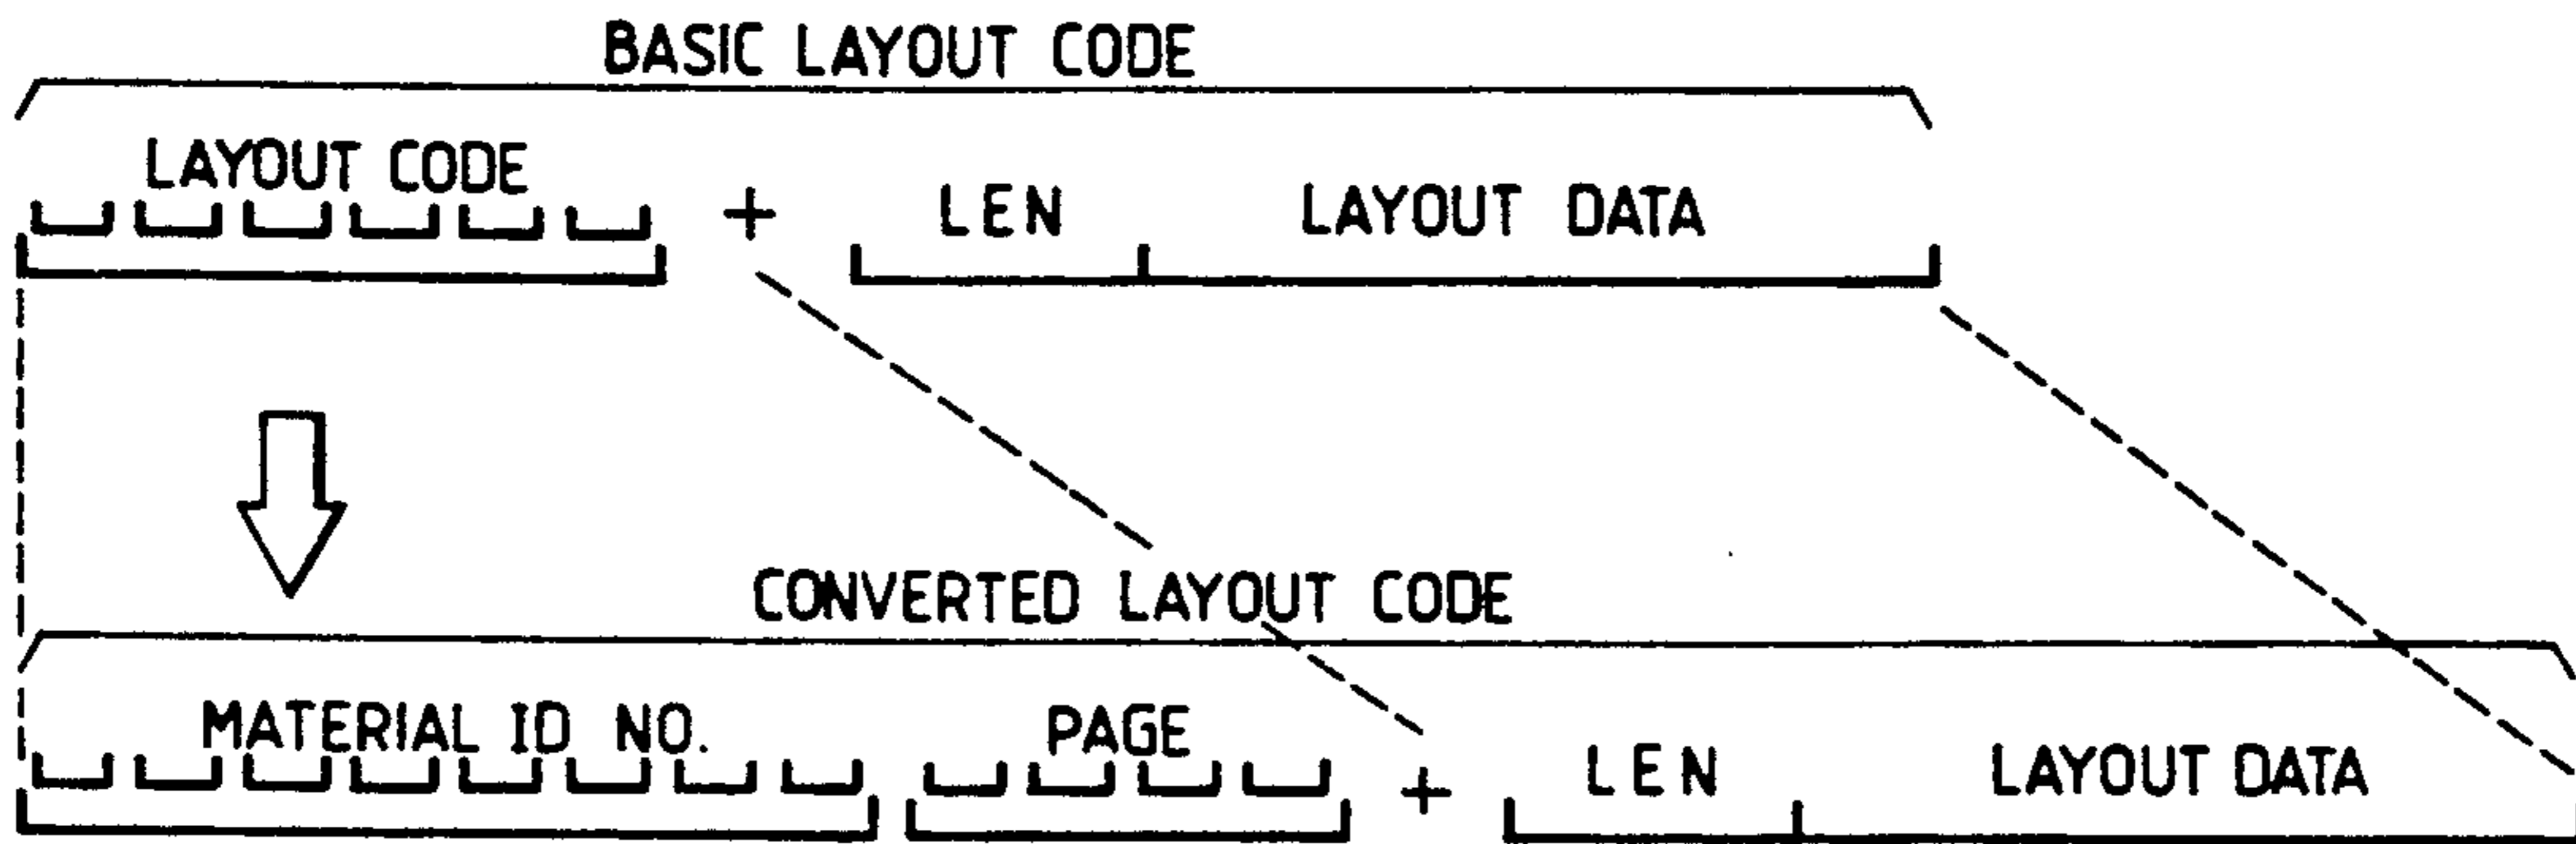 BASIC LAYOUT CODE
LAYOUT CODE + LEN LAYOUT DATA
CONVERTED LAYOUT CODE
MATERIAL ID NO. PAGE + LEN LAYOUT DATA